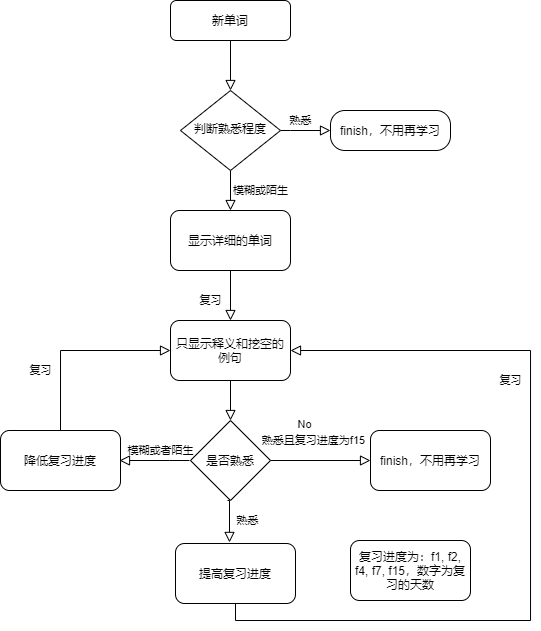 新单词
判断熟悉程度
熟悉
finish，不用再学习
模糊或陌生
显示详细的单词
复习
只显示释义和挖空的
例句
复习
复习
No
熟悉且复习进度为f15
模糊或者陌生
降低复习进度
是否熟悉
finish，不用再学习
熟悉
提高复习进度
复习进度为：f1, f2,
f4, f7, f15，数字为复
习的天数